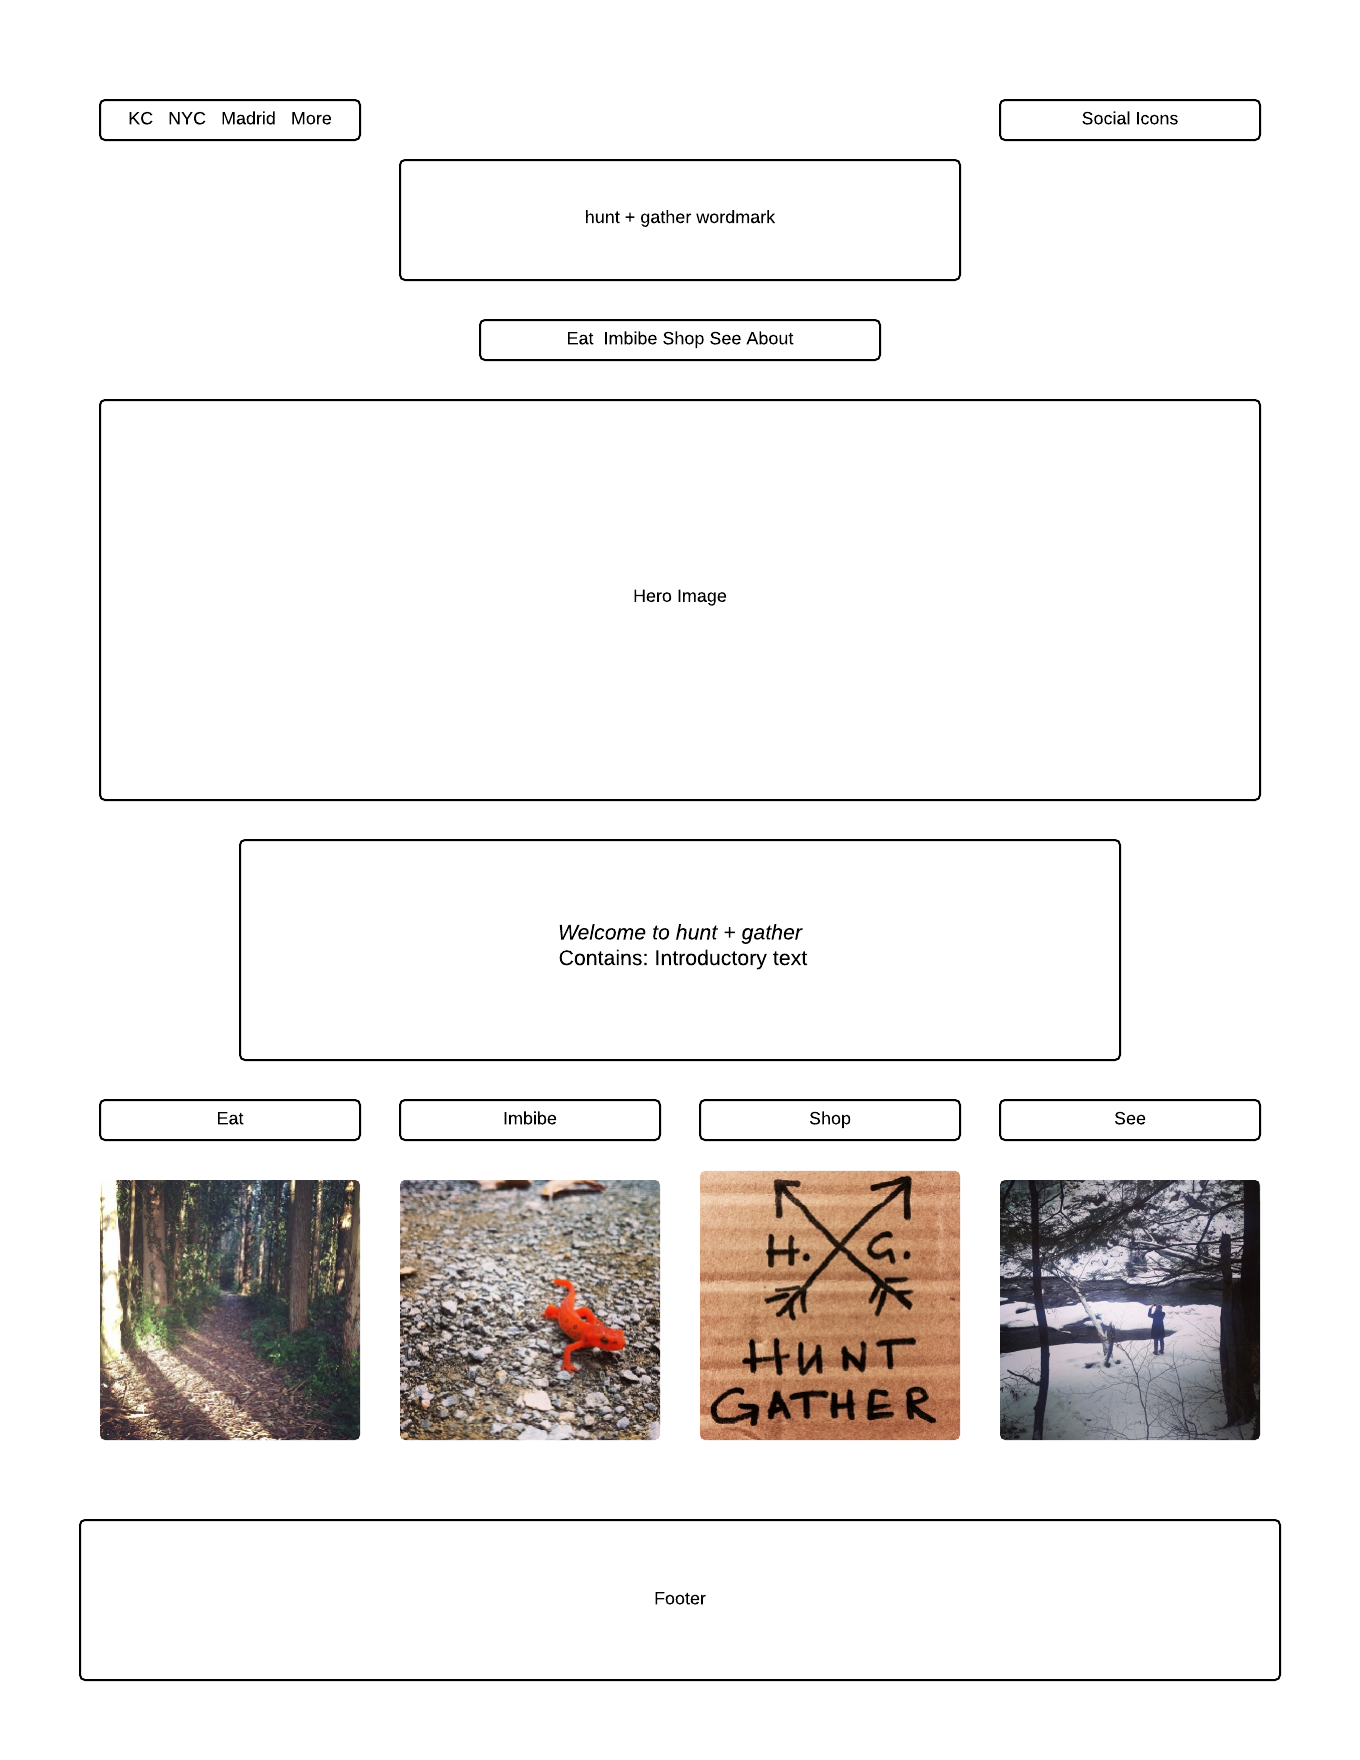 KC NYC Madrid More
Social Icons
hunt + gather wordmark
Eat Imbibe Shop See About
Hero Image
Welcome to hunt + gather
Contains: Introductory text
Eat
Imbibe
Shop
See
H. G.
HUNT
GATHER
Footer